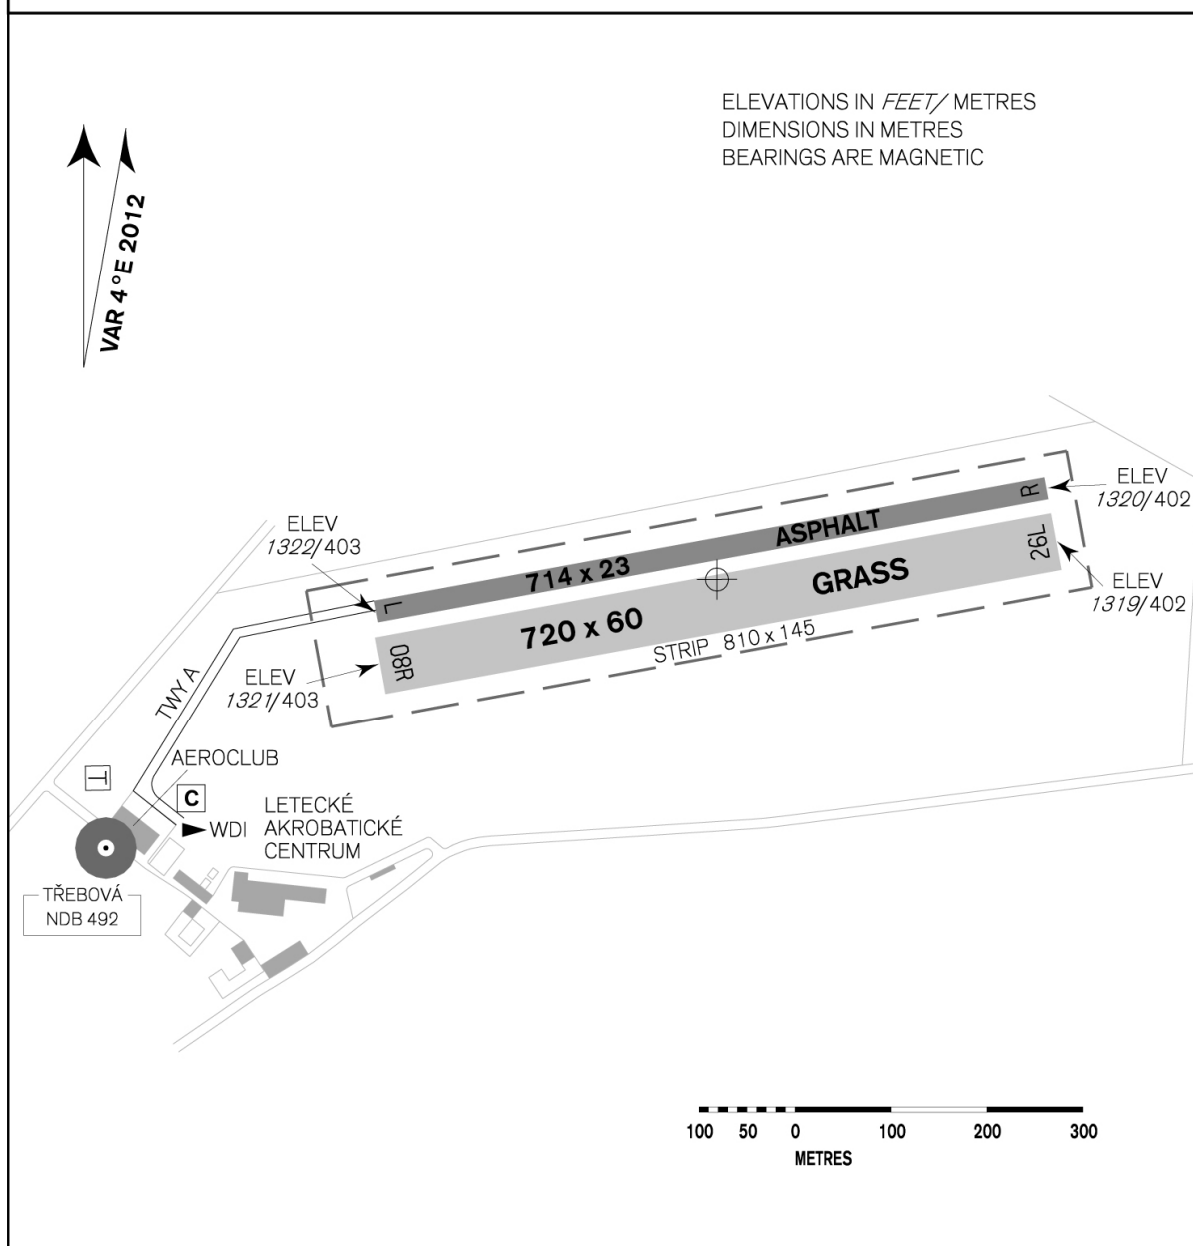 ELEVATIONS IN FEET/ METRES
DIMENSIONS IN METRES
BEARINGS ARE MAGNETIC
VAR 4°E 2012
ELEV
1320/402
R
ASPHALT
ELEV
1322/403
714 x 23
L
26L
GRASS
ELEV
1319/402
720 x 60
STRIP 810 x 145
08R
ELEV
1321/403
TWY A
AEROCLUB
T
C
WDI
LETECKÉ
AKROBATICKÉ
CENTRUM
TŘEBOVÁ
NDB 492
100 50 0 100 200 300
METRES